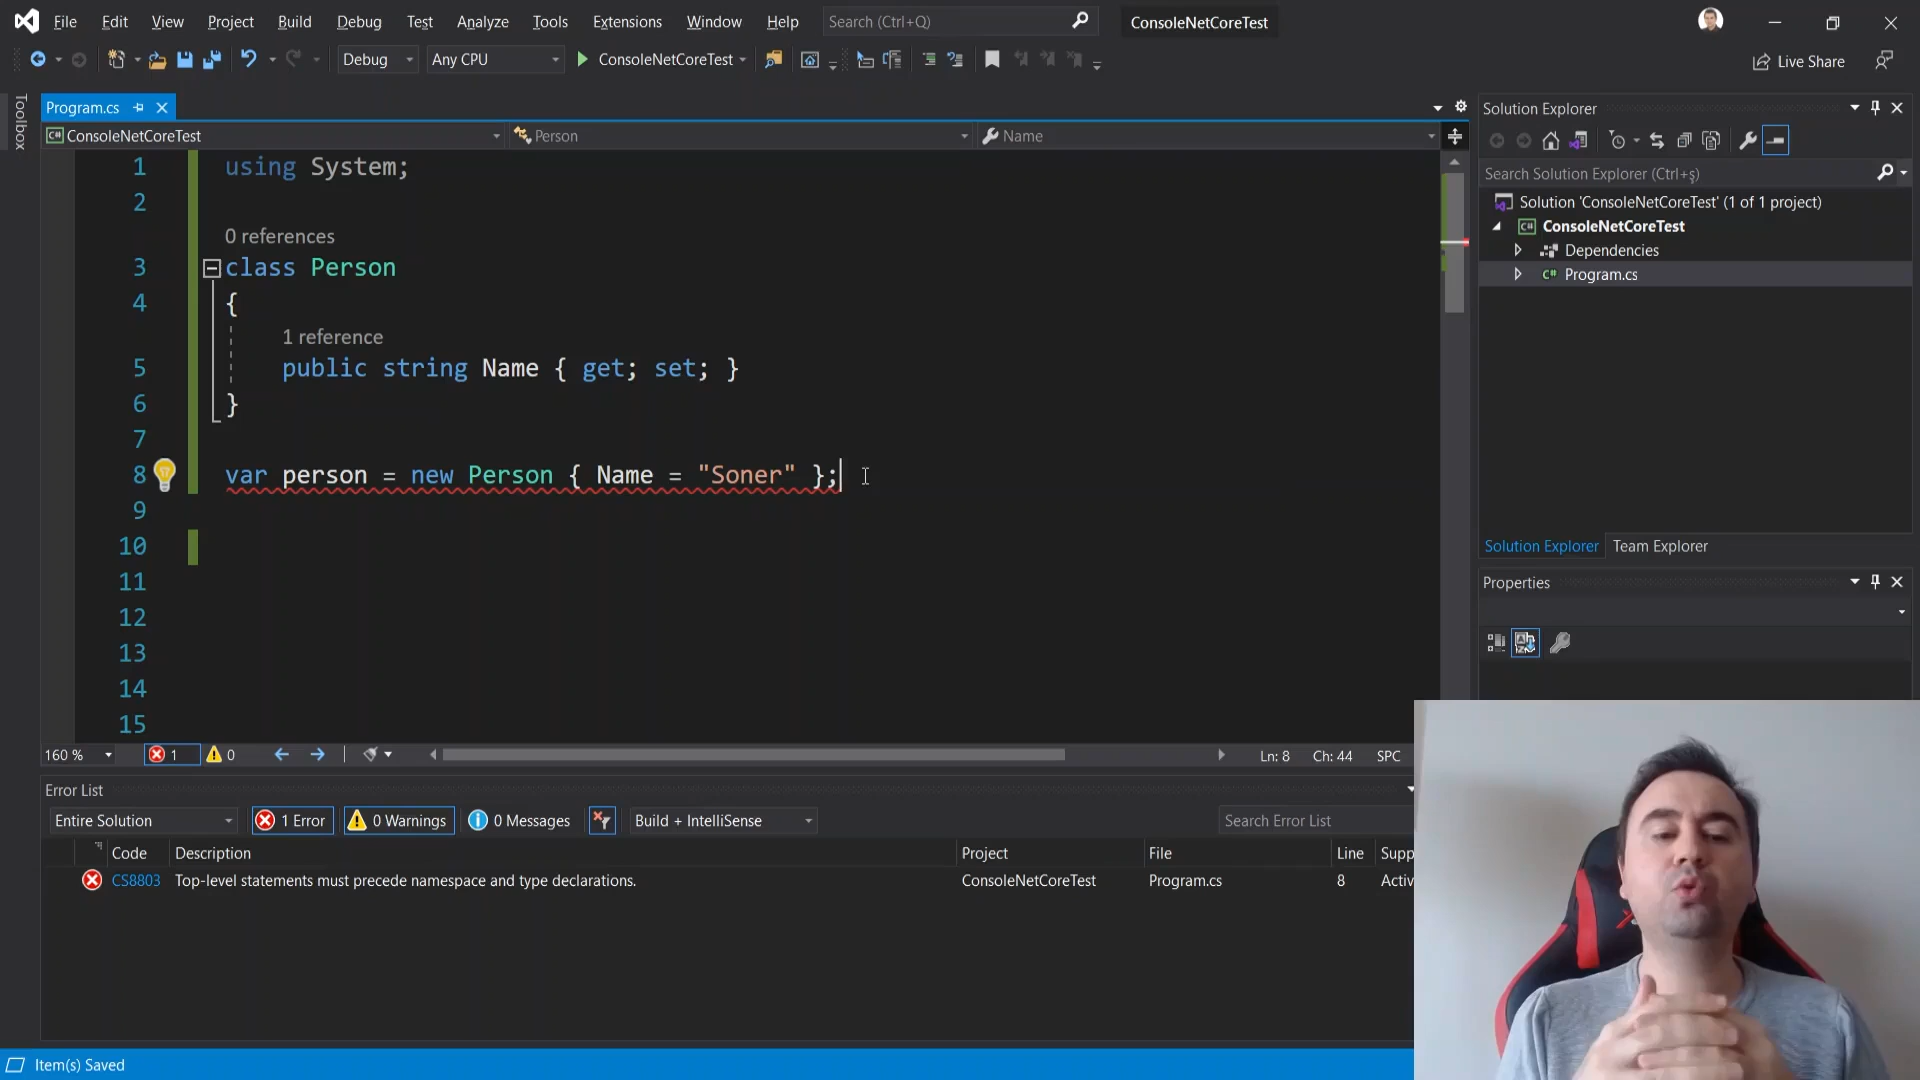 File Edit View Project Build Debug Test Analyze Tools Extensions Window Help Search (Ctrl+Q) ConsoleNetCoreTest
Debug Any CPU ConsoleNetCoreTest Live Share
Toolbox
Program.cs
ConsoleNetCoreTest Person Name
1 using System;
2
0 references
3 class Person
4 {
1 reference
5 public string Name { get; set; }
6 }
7
8 var person = new Person { Name = "Soner" };
9
10
11
12
13
14
15
160 % 1 0 Ln: 8 Ch: 44 SPC
Error List
Entire Solution 1 Error 0 Warnings 0 Messages Build + IntelliSense Search Error List
Code Description Project File Line Supp
CS8803 Top-level statements must precede namespace and type declarations. ConsoleNetCoreTest Program.cs 8 Activ
Item(s) Saved
Solution Explorer
Search Solution Explorer (Ctrl+ş)
Solution 'ConsoleNetCoreTest' (1 of 1 project)
ConsoleNetCoreTest
Dependencies
Program.cs
Solution Explorer Team Explorer
Properties